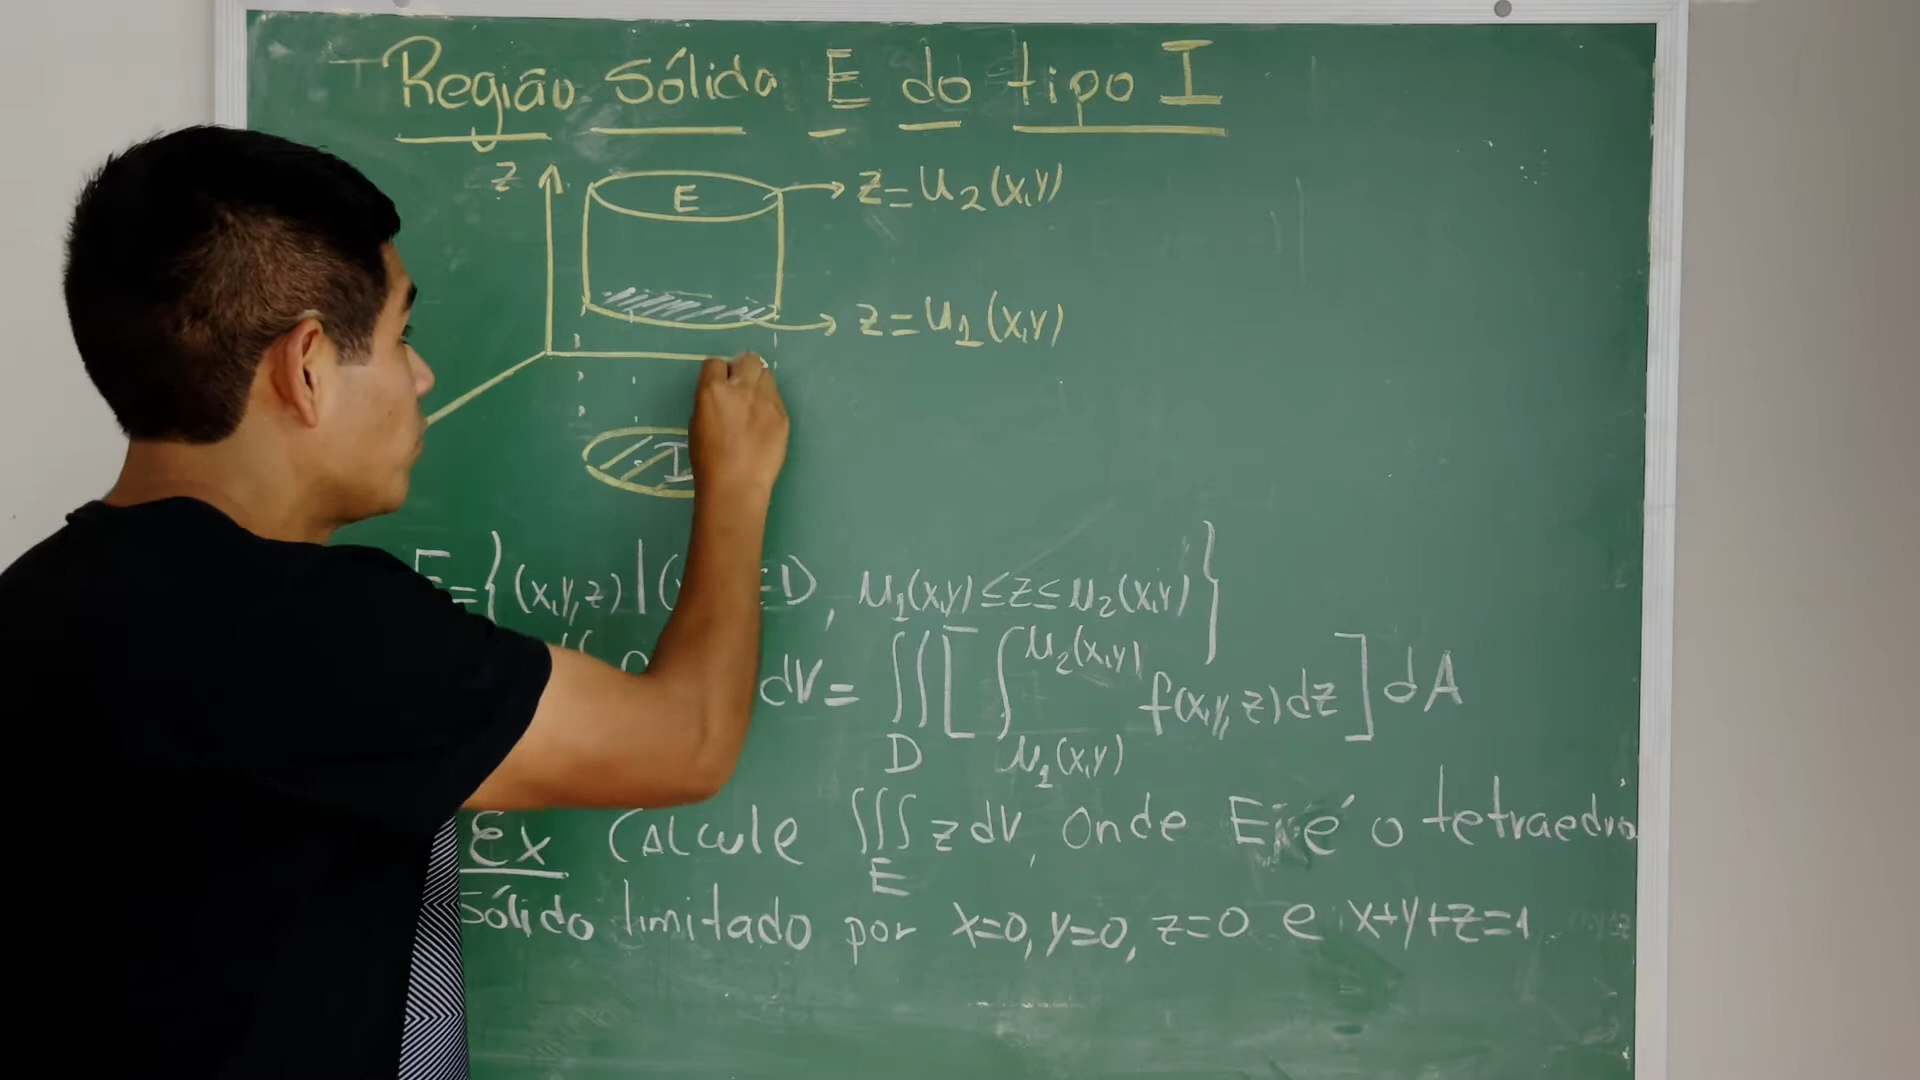 Região Sólida E do tipo I
z
E
z=u₂(x,y)
z=u₁(x,y)
E={(x,y,z)|( ∈D, u₁(x,y)≤z≤u₂(x,y)}
dV=∬[∫ f(x,y,z)dz]dA
u₂(x,y)
D u₁(x,y)
Ex Calcule ∭ z dV, Onde E é o tetraedro
E
Sólido limitado por x=0, y=0, z=0 e x+y+z=1